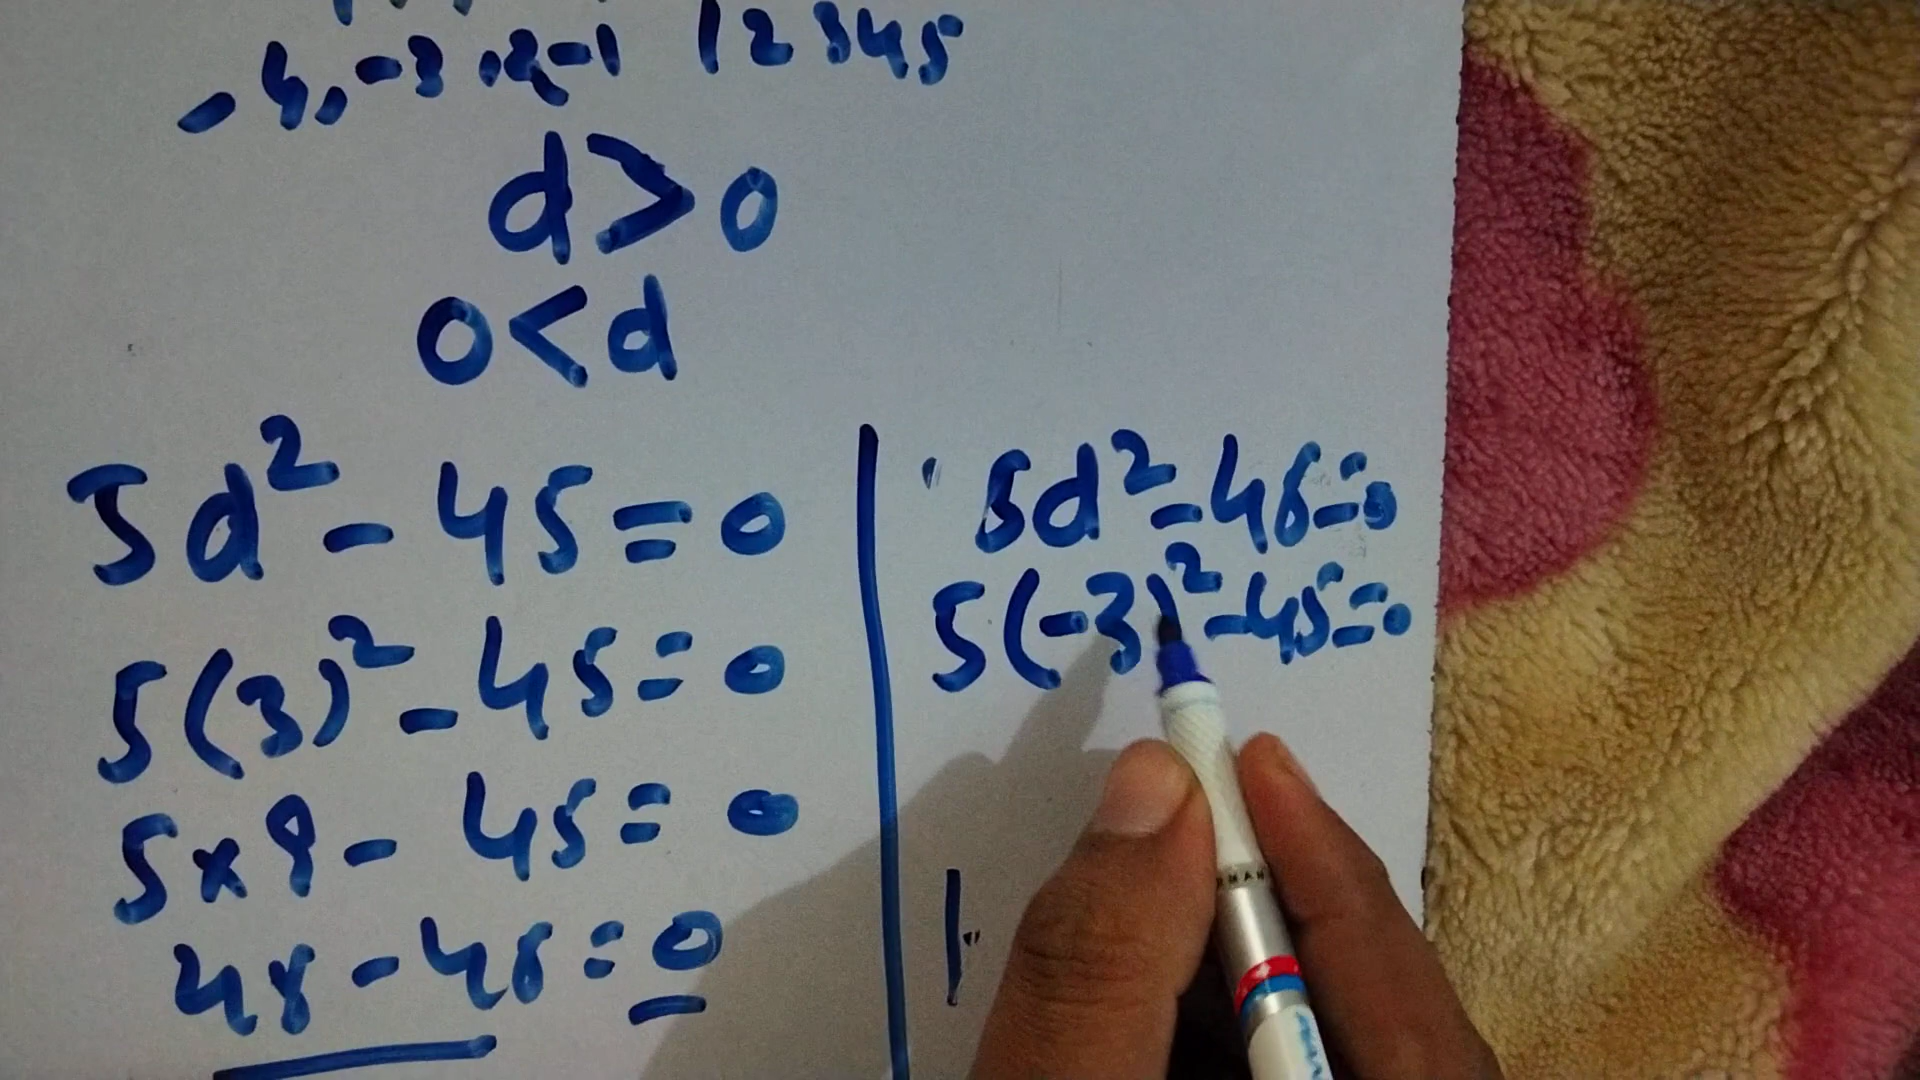 -4, -3 -2, -1 1 2 3 4 5
d > 0
0 < d
5d² - 45 = 0
5(3)² - 45 = 0
5 x 9 - 45 = 0
45 - 45 = 0
5d² - 45 = 0
5(-3)² - 45 = 0